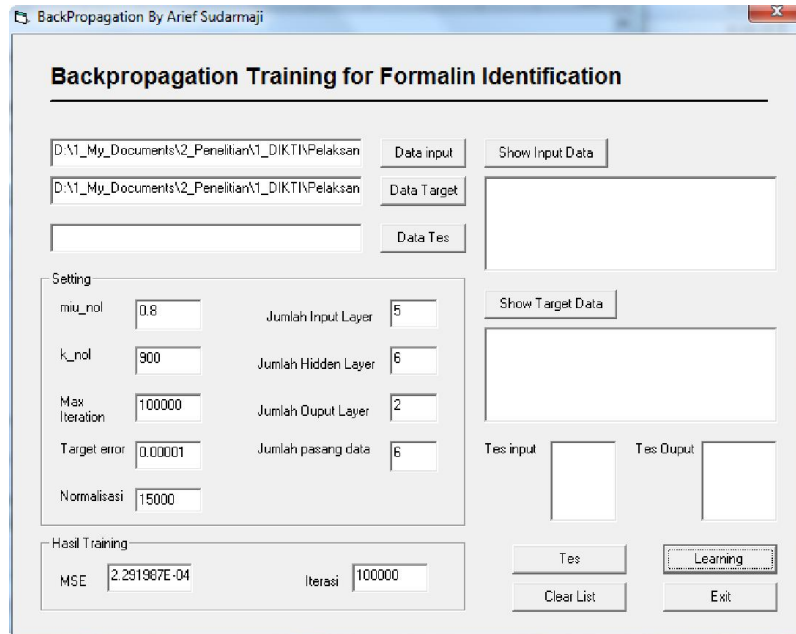 BackPropagation By Arief Sudarmaji
Backpropagation Training for Formalin Identification
D:\1_My_Documents\2_Penelitian\1_DIKTI\Pelaksan
Data input
Show Input Data
D:\1_My_Documents\2_Penelitian\1_DIKTI\Pelaksan
Data Target
Data Tes
Setting
miu_nol
0.8
Jumlah Input Layer
5
k_nol
900
Jumlah Hidden Layer
6
Max
Iteration
100000
Jumlah Ouput Layer
2
Target error
0.00001
Jumlah pasang data
6
Normalisasi
15000
Show Target Data
Tes input
Tes Ouput
Hasil Training
MSE
2.291987E-04
Iterasi
100000
Tes
Learning
Clear List
Exit